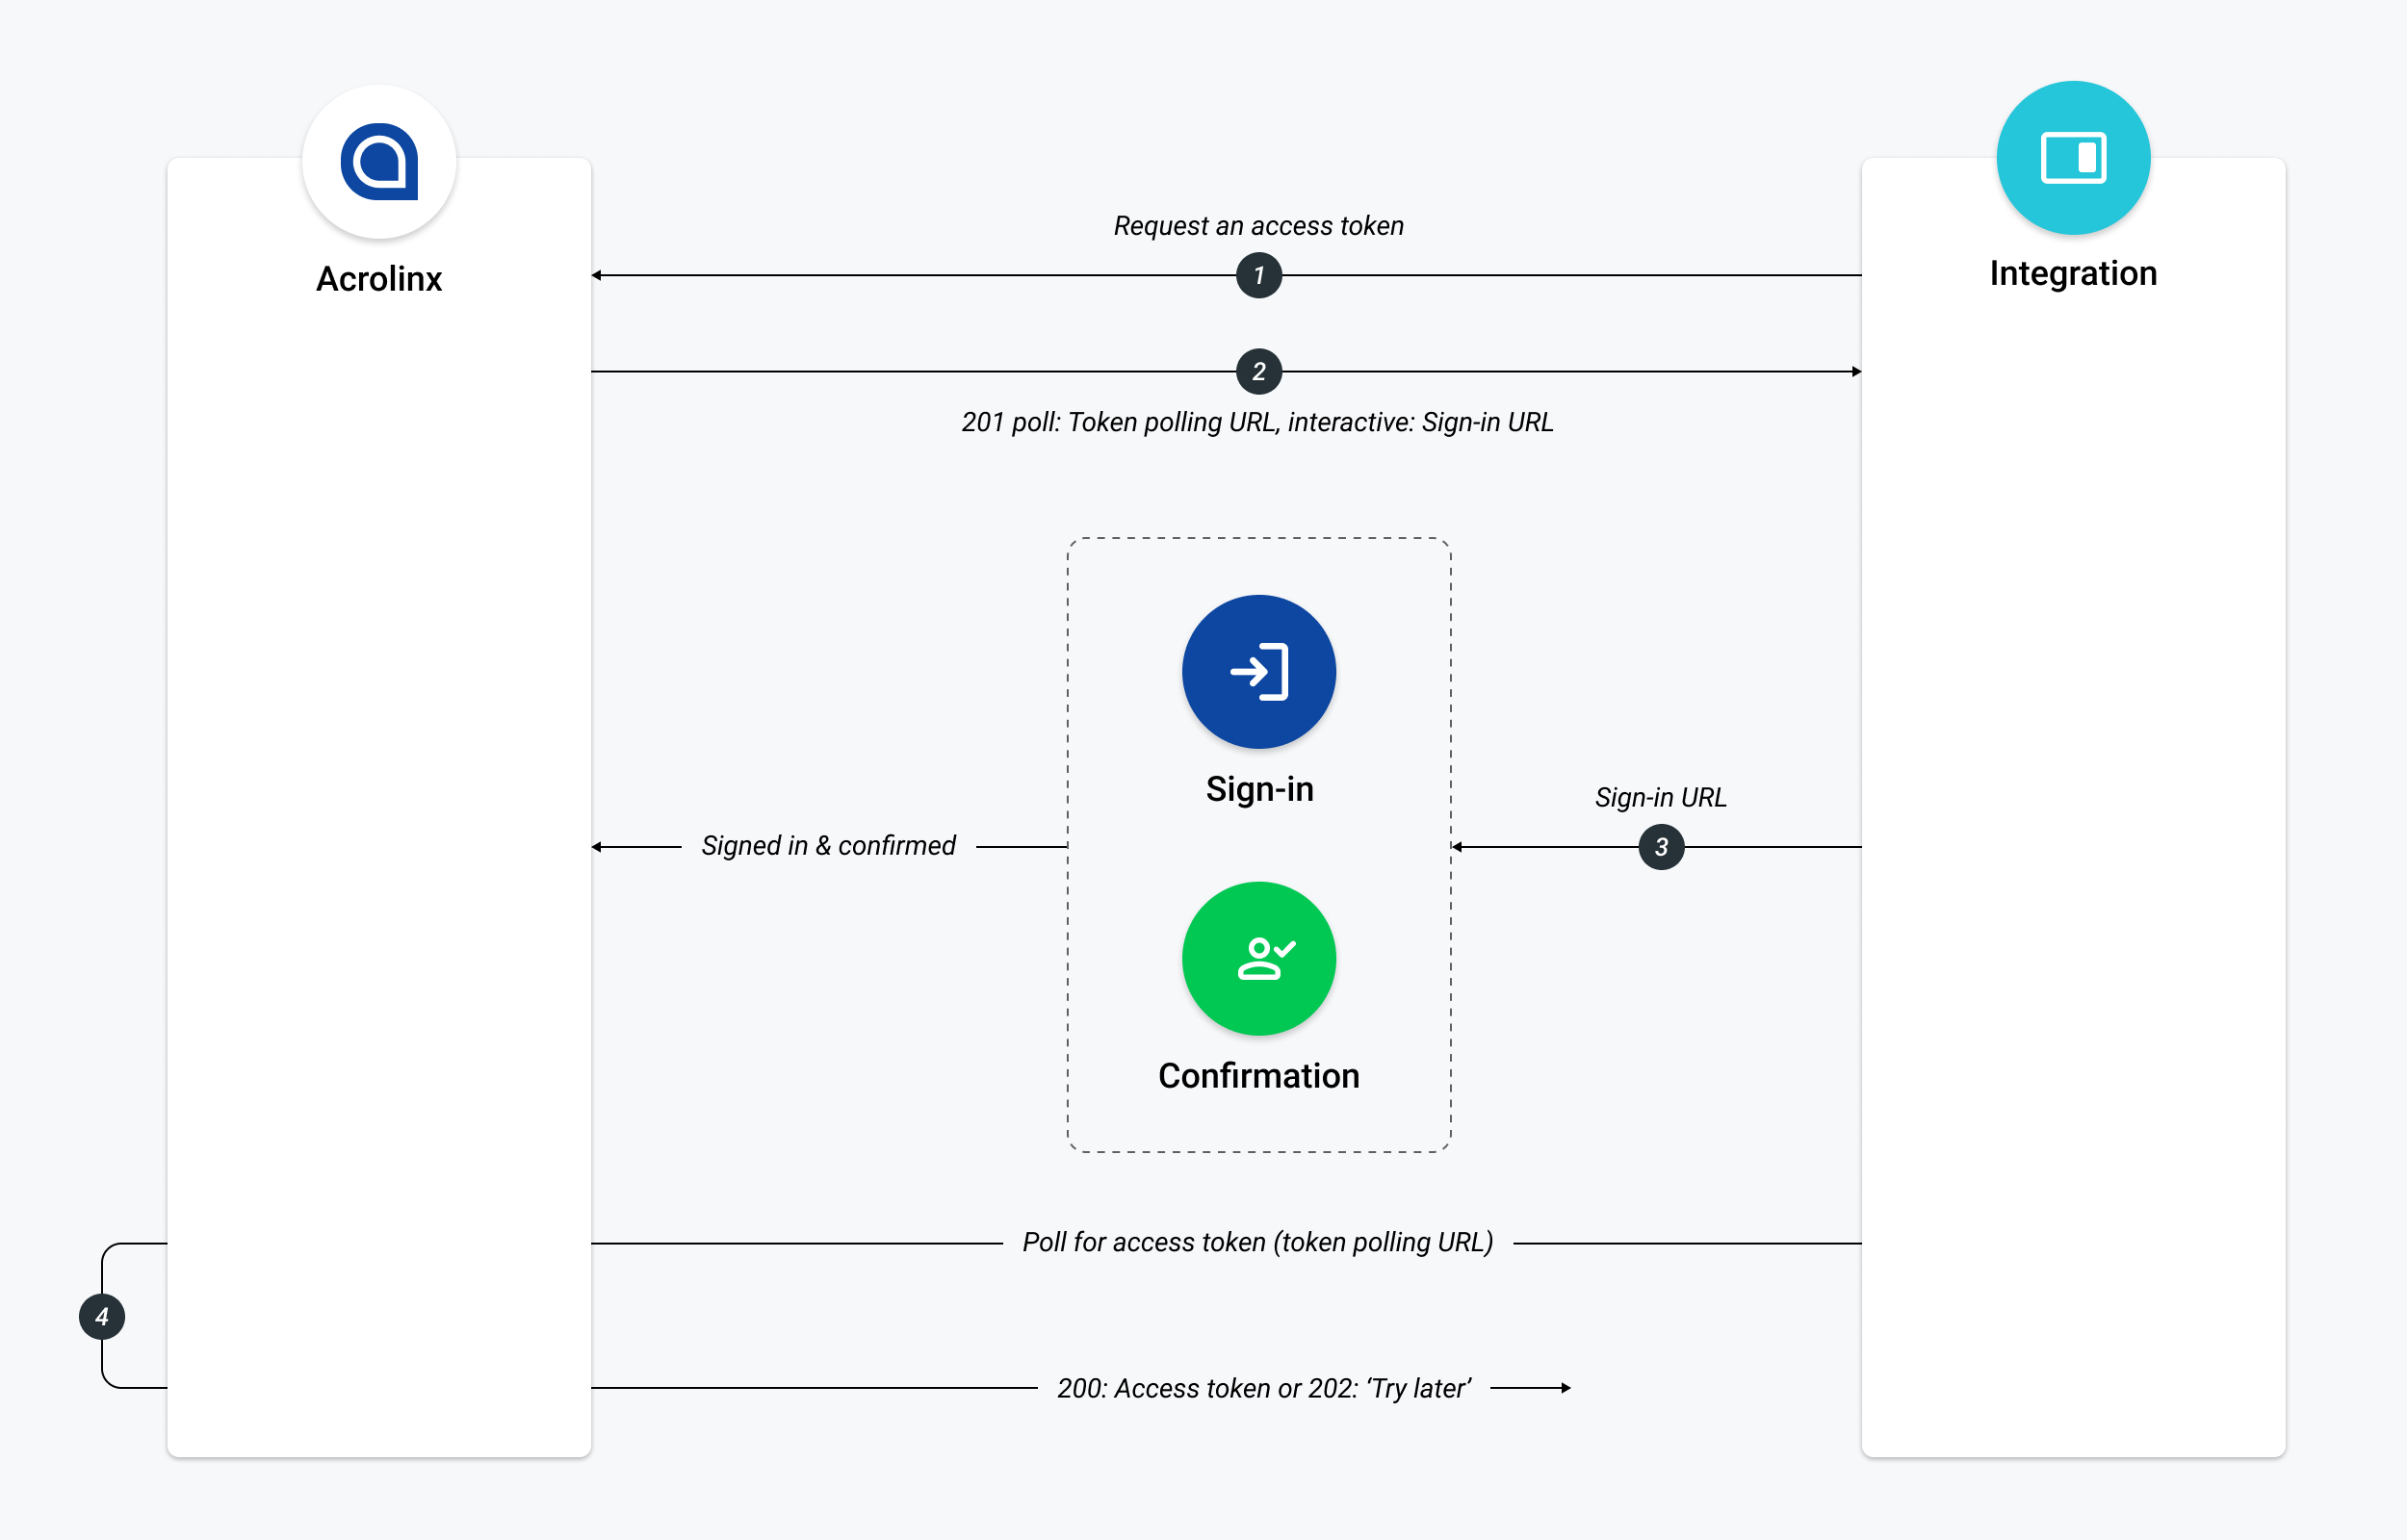 Acrolinx
Integration
Request an access token
1
2
201 poll: Token polling URL, interactive: Sign-in URL
Sign-in
Sign-in URL
3
Signed in & confirmed
Confirmation
Poll for access token (token polling URL)
4
200: Access token or 202: ‘Try later’